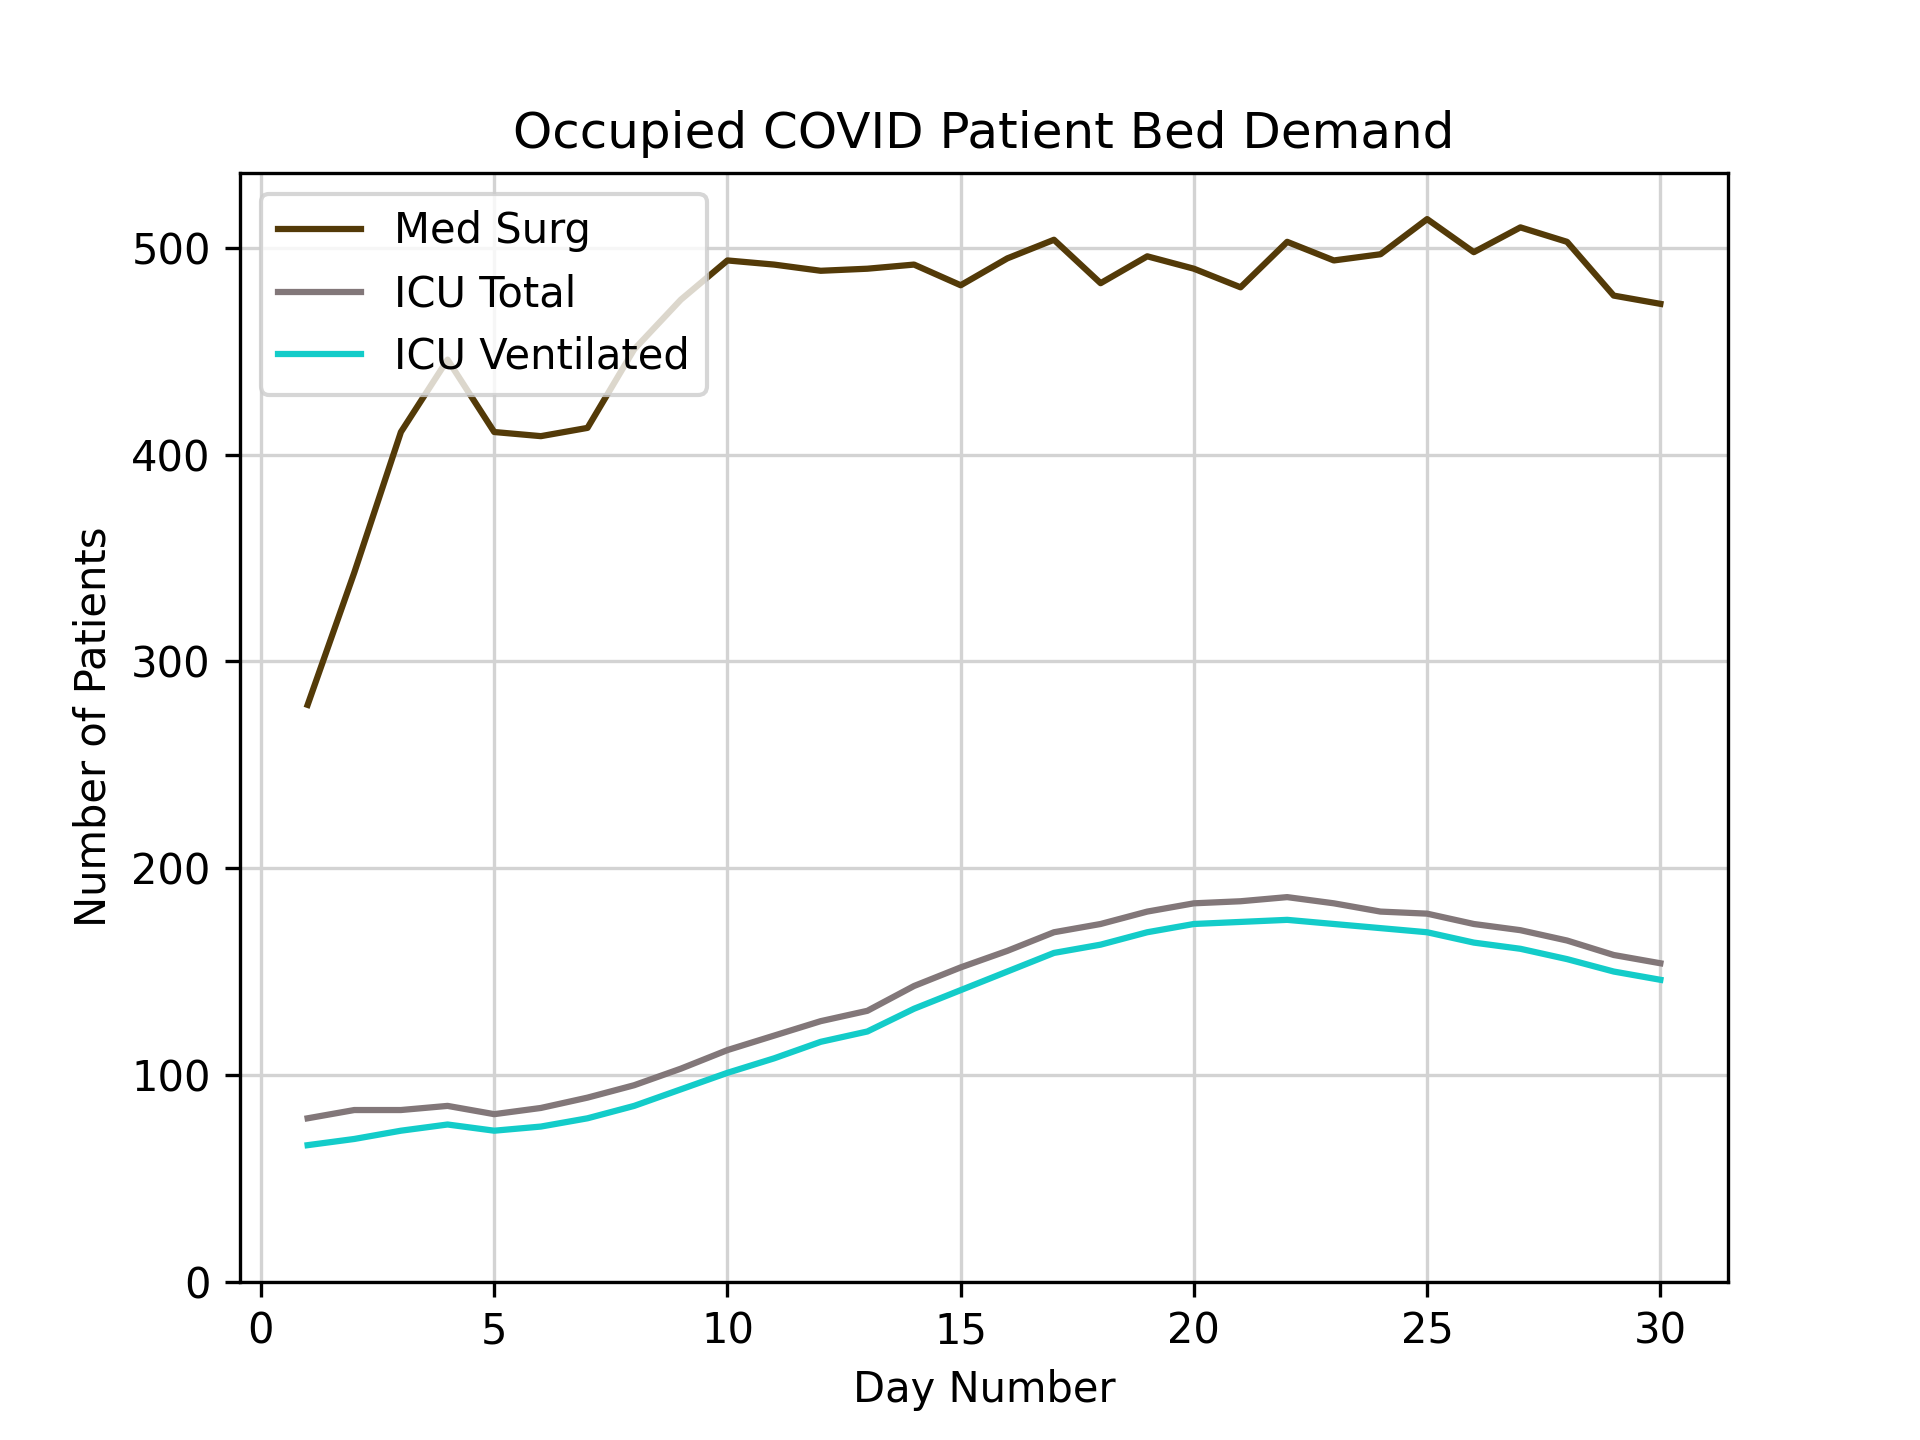 Occupied COVID Patient Bed Demand
Med Surg
ICU Total
ICU Ventilated
500
400
300
200
100
0
Number of Patients
0 5 10 15 20 25 30
Day Number